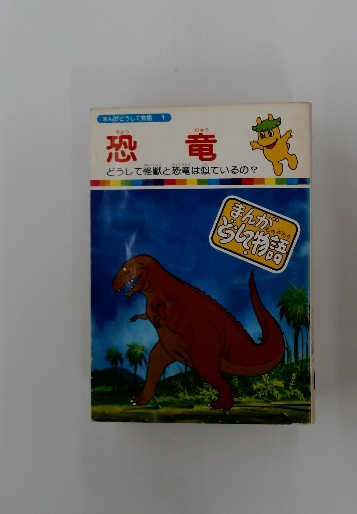 まんがどうして物語 1
恐竜
どうして怪獣と恐竜は似ているの?
まんが
どうして物語